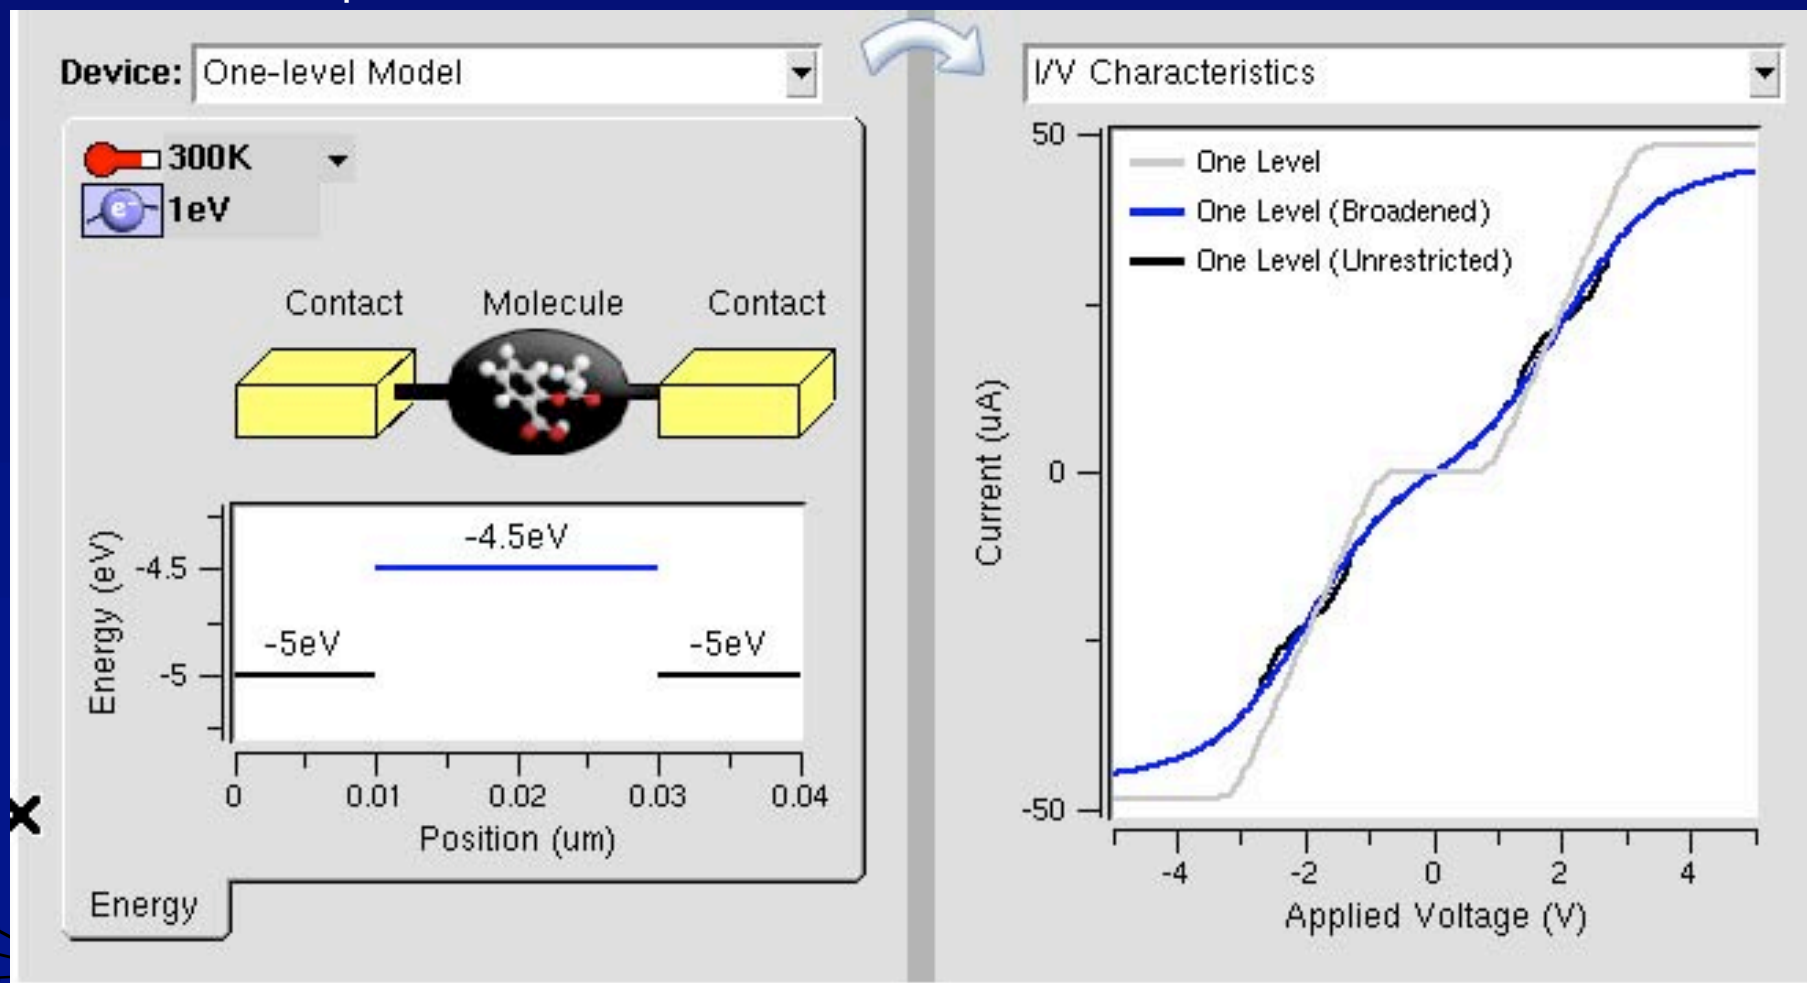 Device: One-level Model
300K
e-
1eV
Contact Molecule Contact
Energy (eV)
-4.5
-5
-4.5eV
-5eV
-5eV
0 0.01 0.02 0.03 0.04
Position (um)
Energy
I/V Characteristics
One Level
One Level (Broadened)
One Level (Unrestricted)
Current (uA)
50
0
-50
-4 -2 0 2 4
Applied Voltage (V)